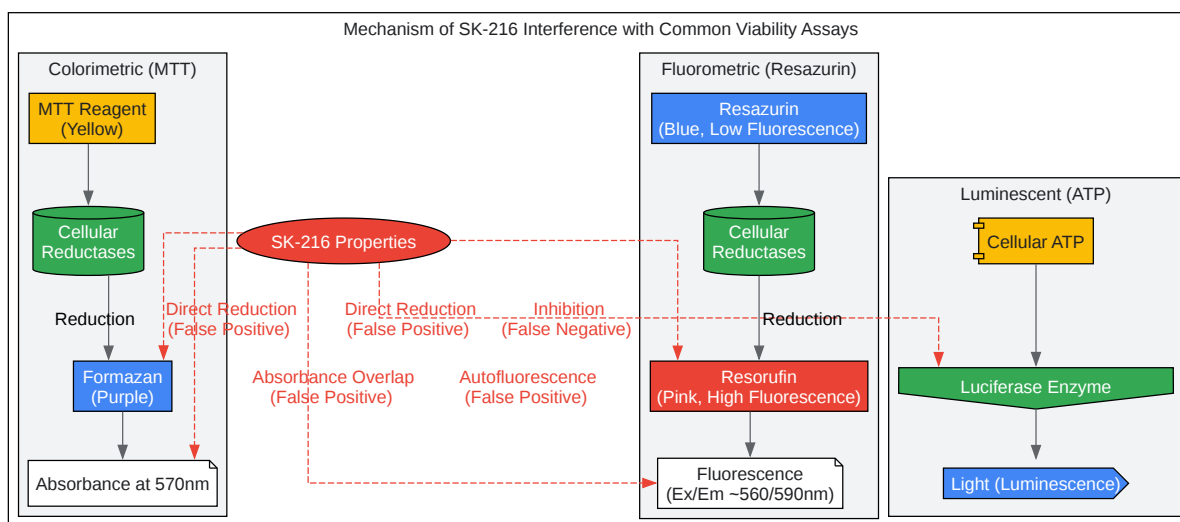 Mechanism of SK-216 Interference with Common Viability Assays
Colorimetric (MTT)
MTT Reagent
(Yellow)
Cellular
Reductases
Reduction
Formazan
(Purple)
Absorbance at 570nm
SK-216 Properties
Direct Reduction
(False Positive)
Absorbance Overlap
(False Positive)
Direct Reduction
(False Positive)
Autofluorescence
(False Positive)
Inhibition
(False Negative)
Fluorometric (Resazurin)
Resazurin
(Blue, Low Fluorescence)
Cellular
Reductases
Reduction
Resorufin
(Pink, High Fluorescence)
Fluorescence
(Ex/Em ~560/590nm)
Luminescent (ATP)
Cellular ATP
Luciferase Enzyme
Light (Luminescence)